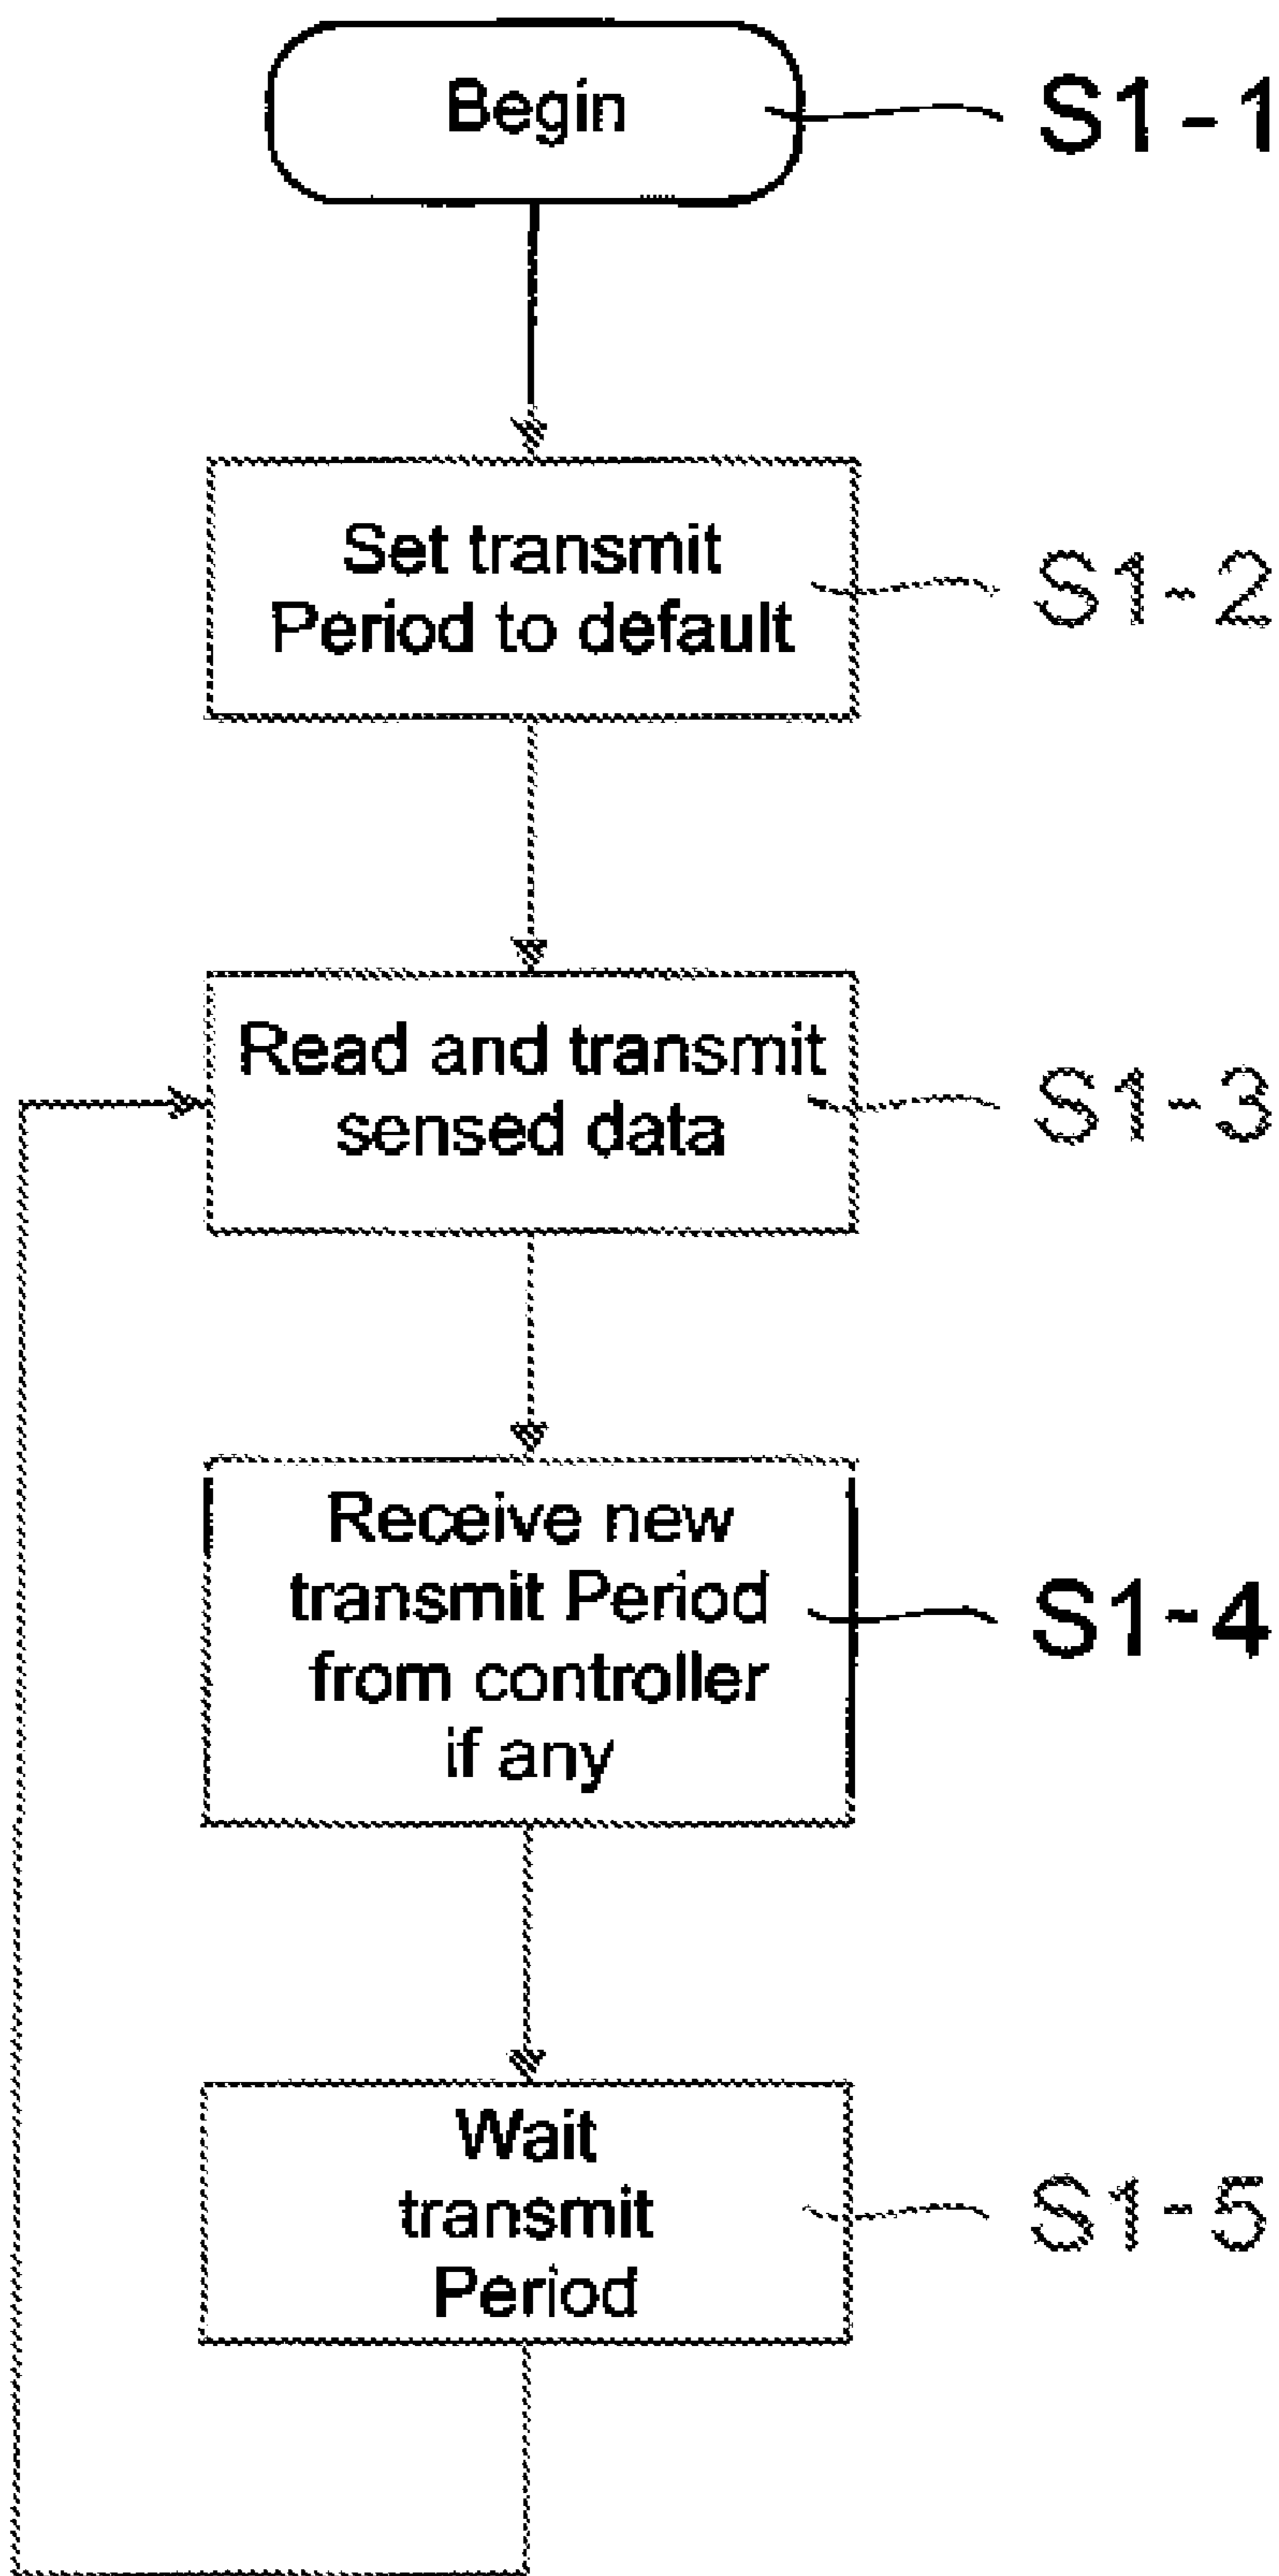 Begin
S1-1
Set transmit
Period to default
S1-2
Read and transmit
sensed data
S1-3
Receive new
transmit Period
from controller
if any
S1-4
Wait
transmit
Period
S1-5